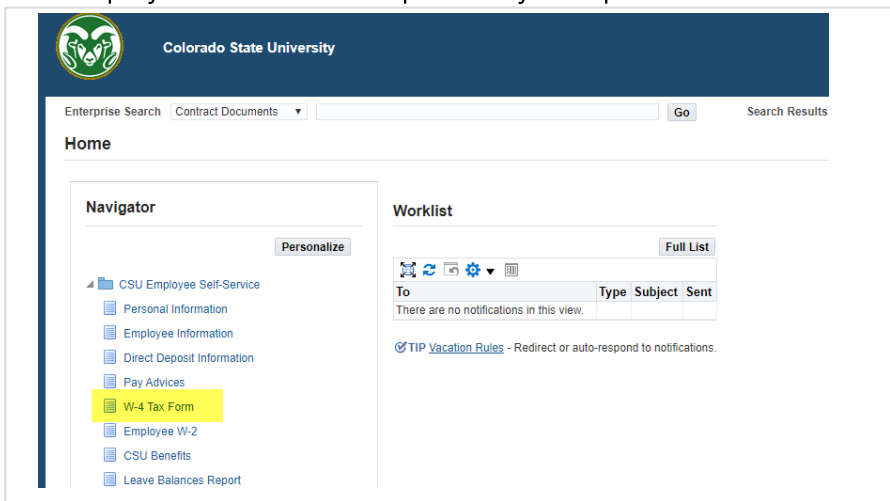 Colorado State University
Enterprise Search Contract Documents Go Search Results
Home
Navigator
Personalize
CSU Employee Self-Service
Personal Information
Employee Information
Direct Deposit Information
Pay Advices
W-4 Tax Form
Employee W-2
CSU Benefits
Leave Balances Report
Worklist
Full List
To Type Subject Sent
There are no notifications in this view.
TIP Vacation Rules - Redirect or auto-respond to notifications.